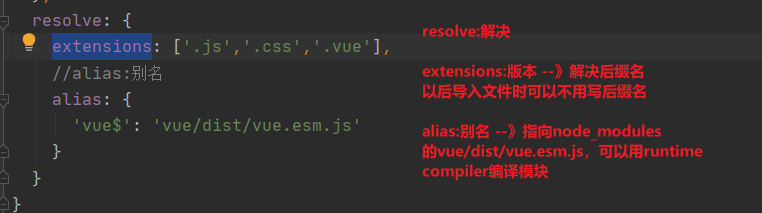 resolve: {
extensions: ['.js','.css','.vue'],
//alias:别名
alias: {
'vue$': 'vue/dist/vue.esm.js'
}
}
}
resolve:解决
extensions:版本 --》解决后缀名
以后导入文件时可以不用写后缀名
alias:别名 --》指向node_modules
的vue/dist/vue.esm.js，可以用runtime
compiler编译模块